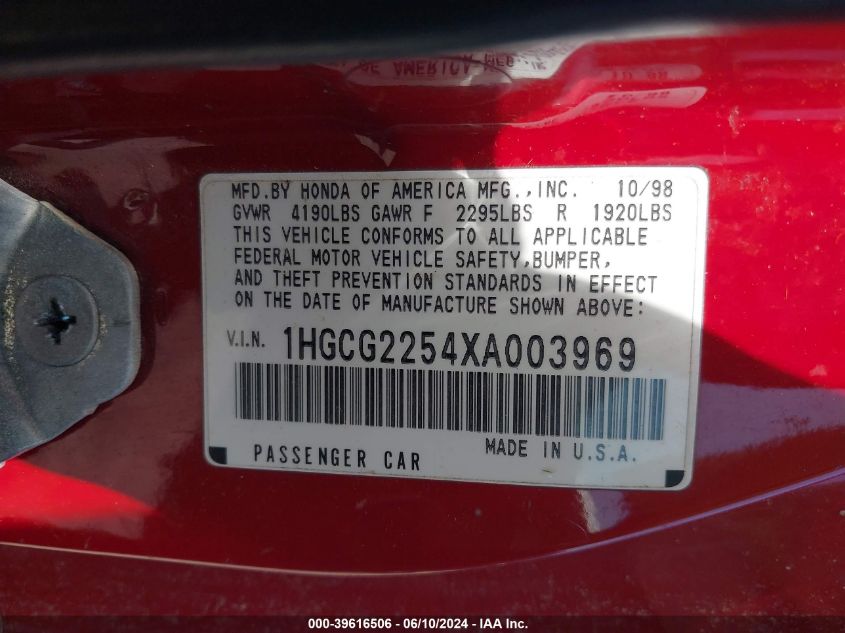 MFD.BY HONDA OF AMERICA MFG.,INC. 10/98
GVWR 4190LBS GAWR F 2295LBS R 1920LBS
THIS VEHICLE CONFORMS TO ALL APPLICABLE
FEDERAL MOTOR VEHICLE SAFETY,BUMPER,
AND THEFT PREVENTION STANDARDS IN EFFECT
ON THE DATE OF MANUFACTURE SHOWN ABOVE:
V.I.N. 1HGCG2254XA003969
PASSENGER CAR MADE IN U.S.A.
000-39616506 - 06/10/2024 - IAA Inc.